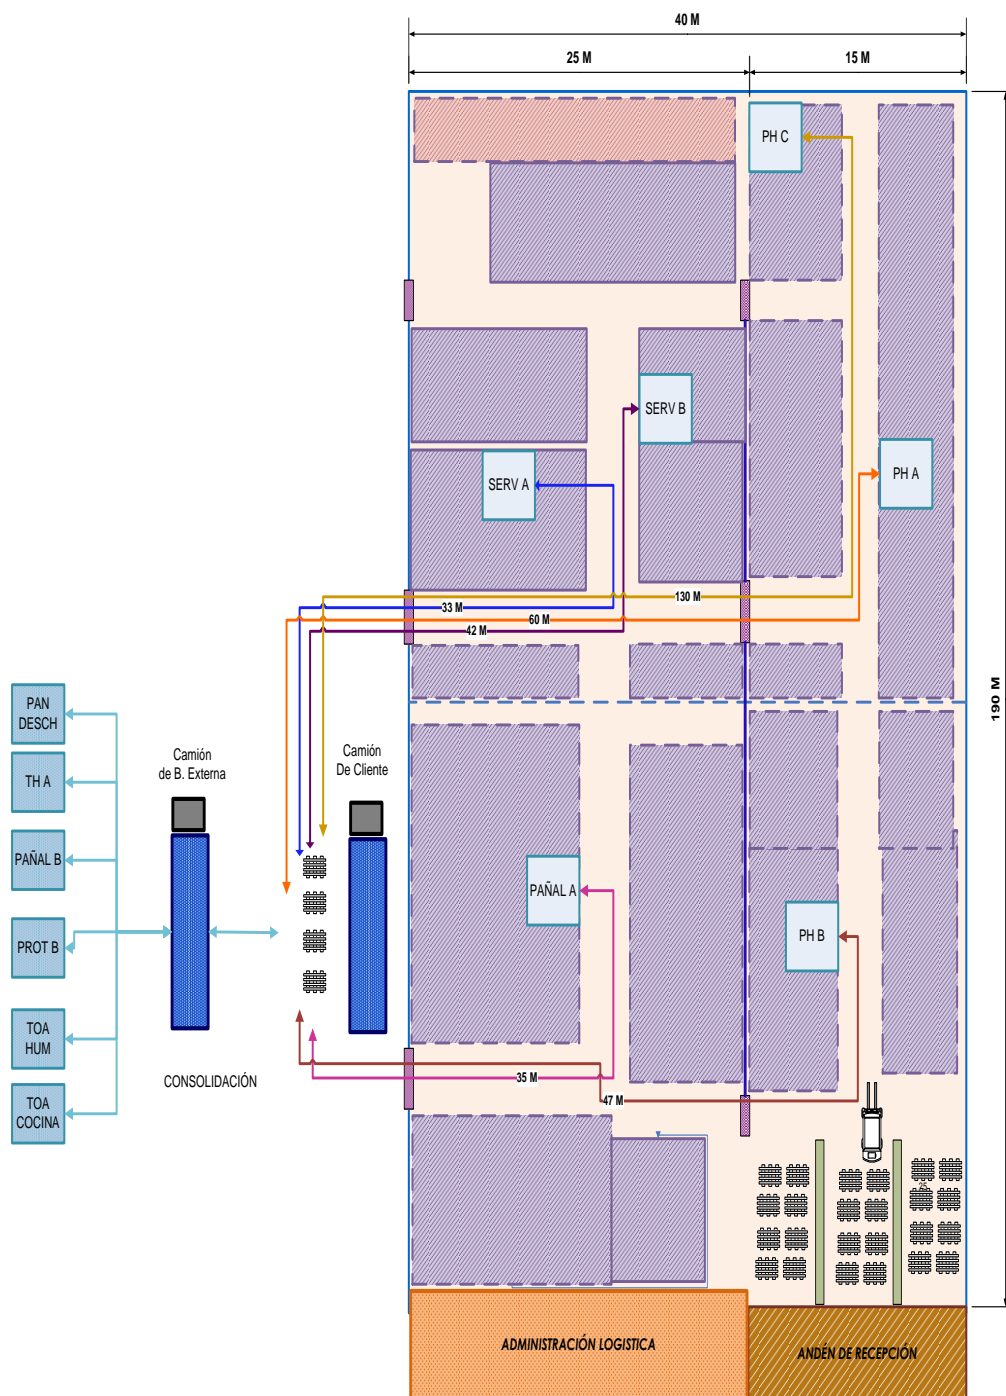 40 M
25 M
15 M
PH C
SERV B
SERV A
PH A
130 M
33 M
60 M
42 M
190 M
PAN
DESCH
TH A
PAÑAL B
PROT B
TOA
HUM
TOA
COCINA
Camión
de B. Externa
Camión
De Cliente
PAÑAL A
PH B
CONSOLIDACIÓN
35 M
47 M
ADMINISTRACIÓN LOGISTICA
ANDÉN DE RECEPCIÓN